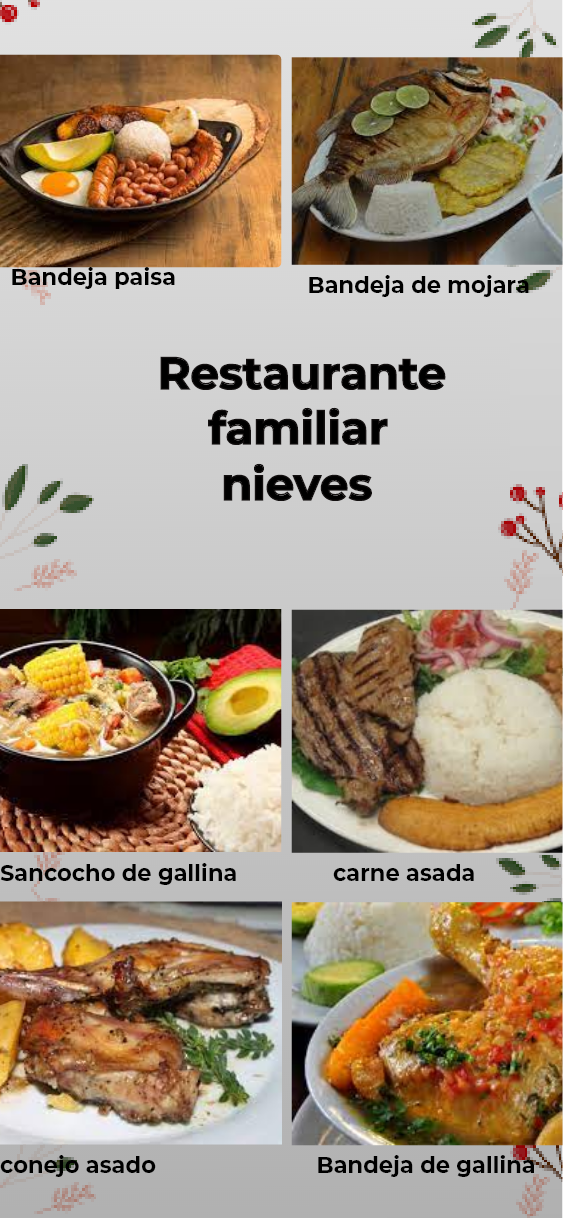 Bandeja paisa
Bandeja de mojara
Restaurante
familiar
nieves
Sancocho de gallina
carne asada
conejo asado
Bandeja de gallina